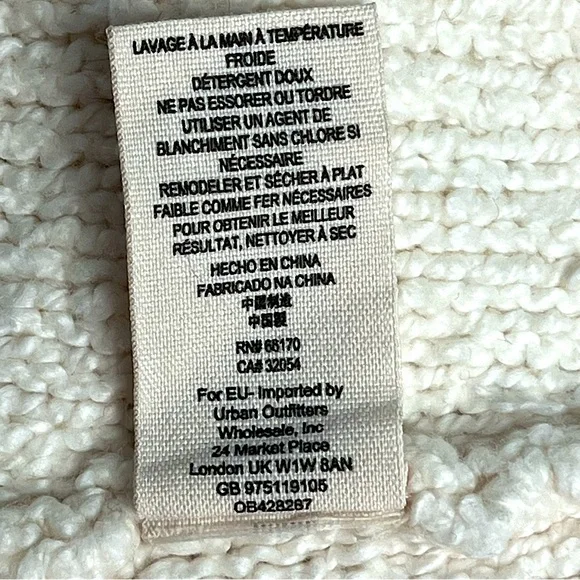 LAVAGE À LA MAIN À TEMPÉRATURE
FROIDE
DÉTERGENT DOUX
NE PAS ESSORER OU TORDRE
UTILISER UN AGENT DE
BLANCHIMENT SANS CHLORE SI
NÉCESSAIRE
REMODELER ET SÉCHER À PLAT
FAIBLE COMME FER NÉCESSAIRES
POUR OBTENIR LE MEILLEUR
RÉSULTAT, NETTOYER À SEC
HECHO EN CHINA
FABRICADO NA CHINA
中國制造
中国製
RN# 66170
CA# 32054
For EU- Imported by
Urban Outfitters
Wholesale, Inc
24 Market Place
London UK W1W 8AN
GB 975119105
OB428287